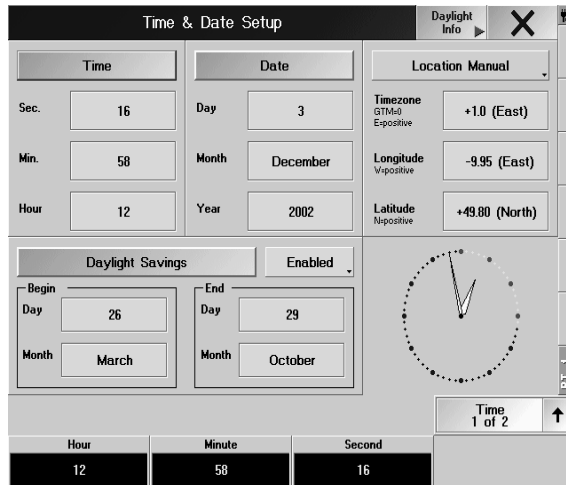 Time & Date Setup
Daylight
Info
Time
Date
Location Manual
Sec.
16
Day
3
Timezone
GTM=0
E=positive
+1.0 (East)
Min.
58
Month
December
Longitude
W=positive
-9.95 (East)
Hour
12
Year
2002
Latitude
N=positive
+49.80 (North)
Daylight Savings
Enabled
Begin
End
Day
26
Day
29
Month
March
Month
October
Time
1 of 2
Hour
Minute
Second
12
58
16